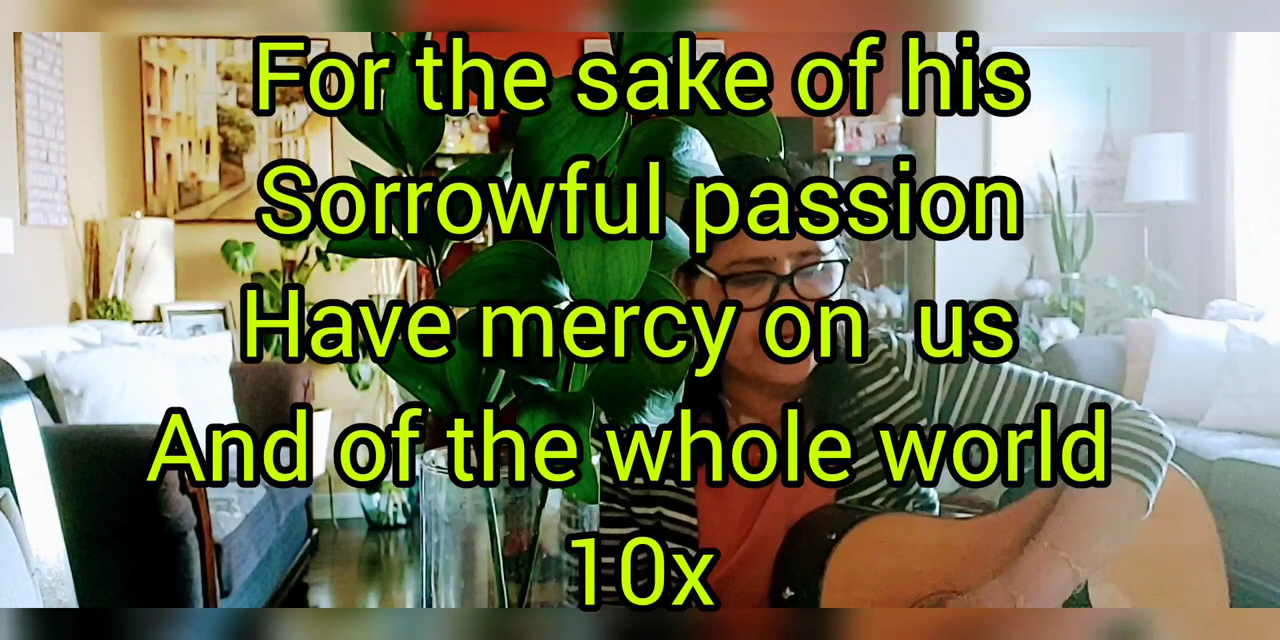 For the sake of his
Sorrowful passion
Have mercy on us
And of the whole world
10x